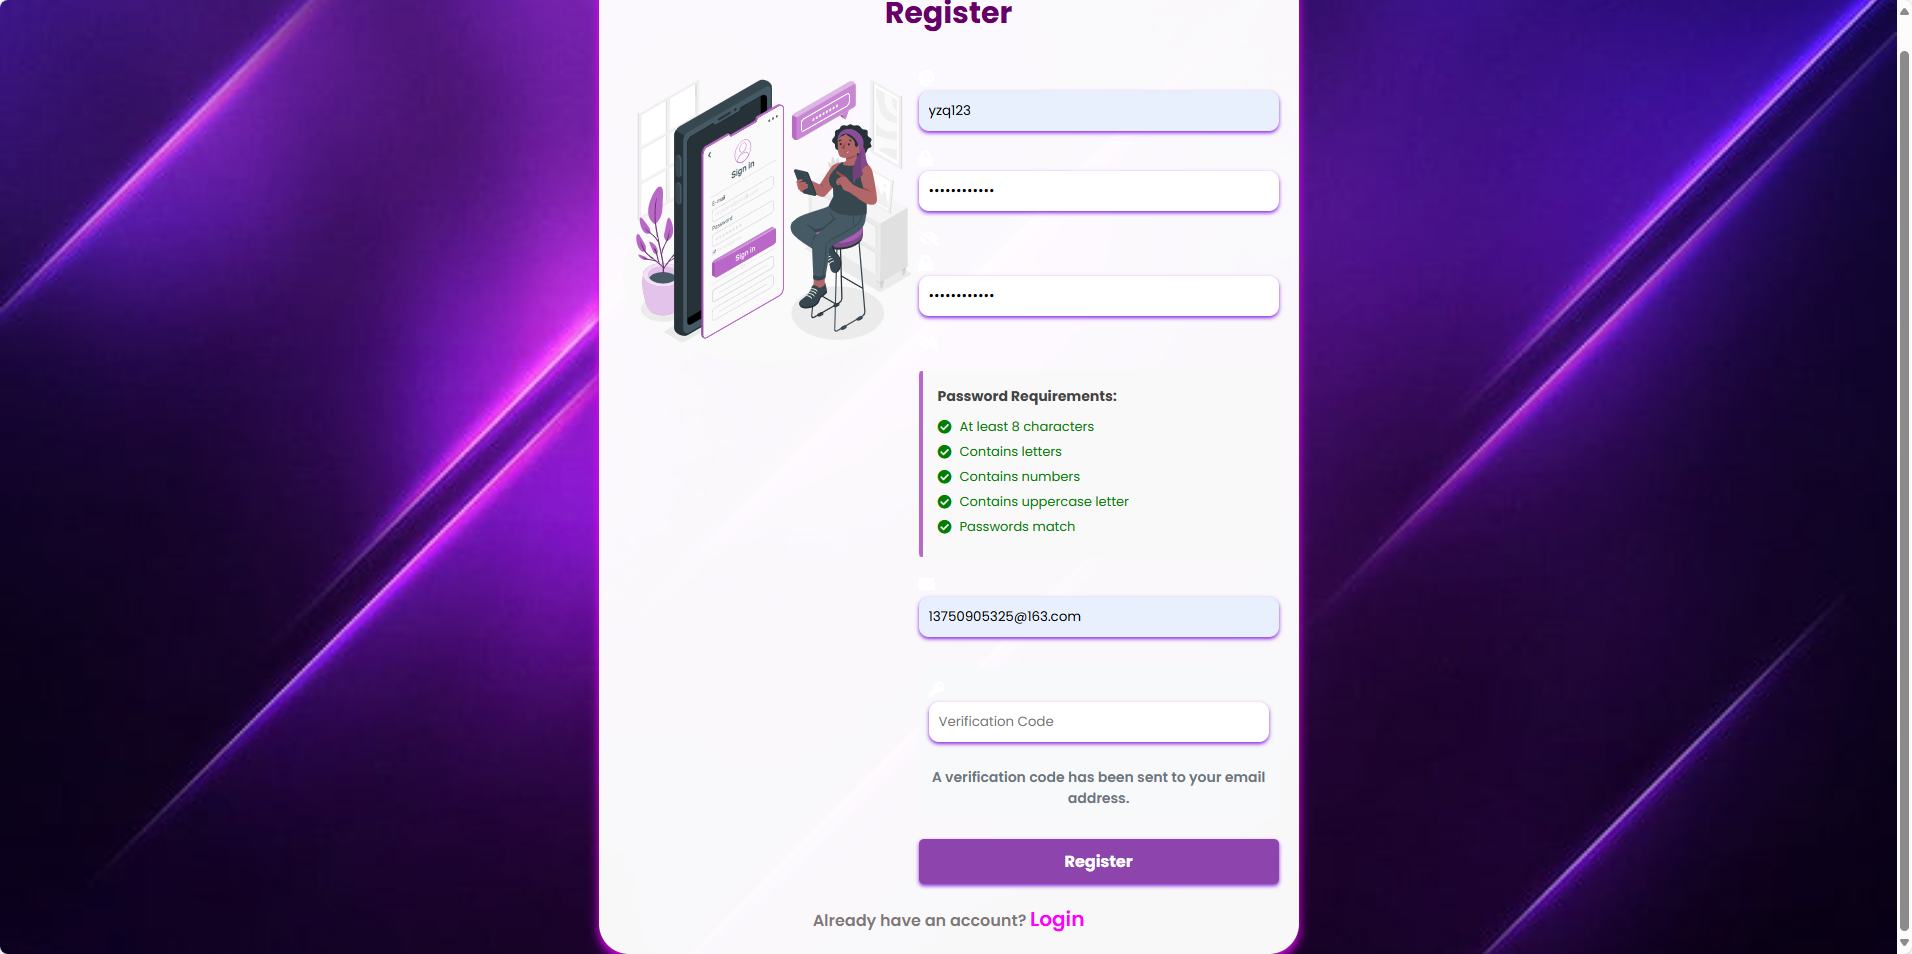 Register
Sign in
E-mail
Password
Sign in
yzq123
••••••••••••
••••••••••••
Password Requirements:
At least 8 characters
Contains letters
Contains numbers
Contains uppercase letter
Passwords match
13750905325@163.com
Verification Code
A verification code has been sent to your email
address.
Register
Already have an account? Login